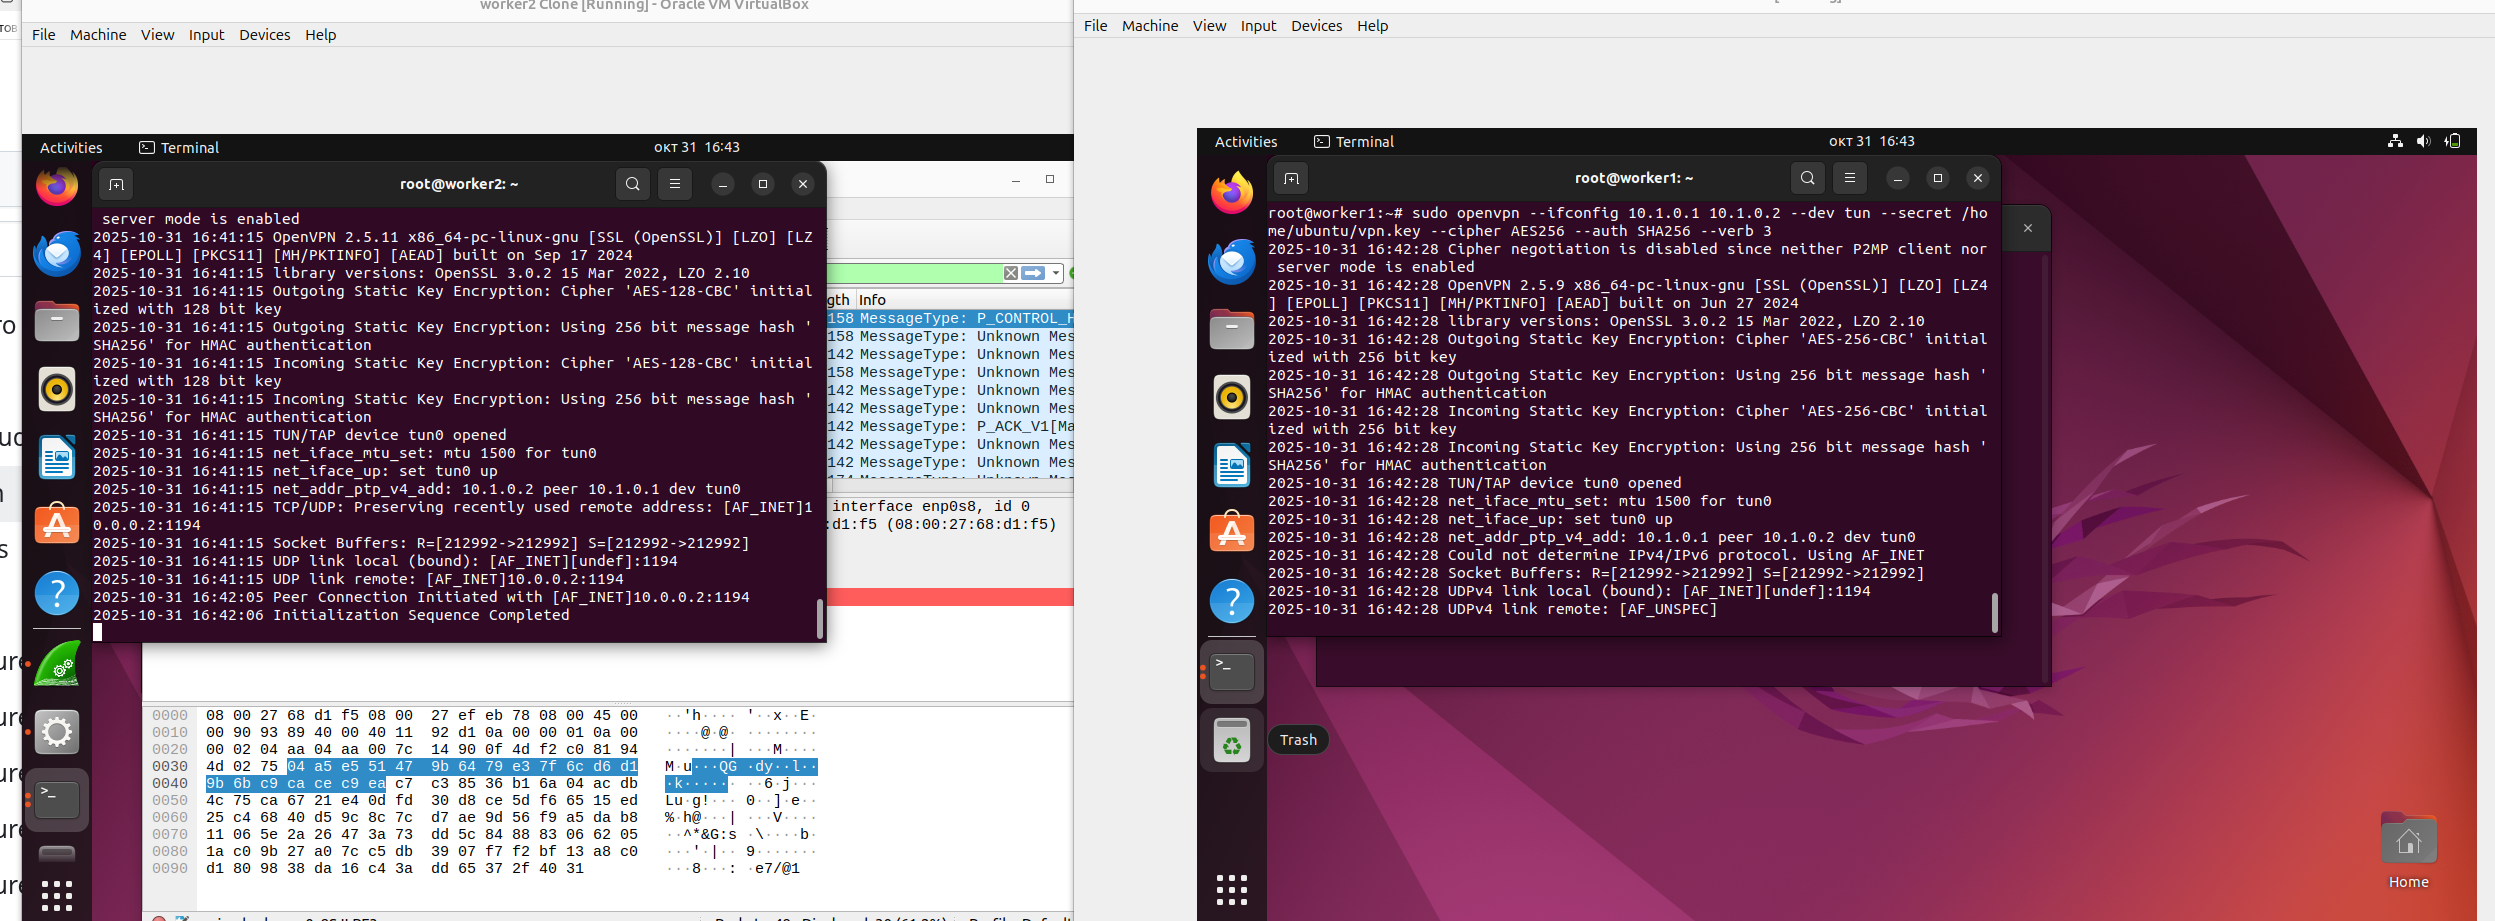 worker2 Clone [Running] - Oracle VM VirtualBox
File Machine View Input Devices Help
Activities
Terminal
окт 31 16:43
root@worker2: ~
server mode is enabled
2025-10-31 16:41:15 OpenVPN 2.5.11 x86_64-pc-linux-gnu [SSL (OpenSSL)] [LZO] [LZ
4] [EPOLL] [PKCS11] [MH/PKTINFO] [AEAD] built on Sep 17 2024
2025-10-31 16:41:15 library versions: OpenSSL 3.0.2 15 Mar 2022, LZO 2.10
2025-10-31 16:41:15 Outgoing Static Key Encryption: Cipher 'AES-128-CBC' initial
ized with 128 bit key
2025-10-31 16:41:15 Outgoing Static Key Encryption: Using 256 bit message hash '
SHA256' for HMAC authentication
2025-10-31 16:41:15 Incoming Static Key Encryption: Cipher 'AES-128-CBC' initial
ized with 128 bit key
2025-10-31 16:41:15 Incoming Static Key Encryption: Using 256 bit message hash '
SHA256' for HMAC authentication
2025-10-31 16:41:15 TUN/TAP device tun0 opened
2025-10-31 16:41:15 net_iface_mtu_set: mtu 1500 for tun0
2025-10-31 16:41:15 net_iface_up: set tun0 up
2025-10-31 16:41:15 net_addr_ptp_v4_add: 10.1.0.2 peer 10.1.0.1 dev tun0
2025-10-31 16:41:15 TCP/UDP: Preserving recently used remote address: [AF_INET]1
0.0.0.2:1194
2025-10-31 16:41:15 Socket Buffers: R=[212992->212992] S=[212992->212992]
2025-10-31 16:41:15 UDP link local (bound): [AF_INET][undef]:1194
2025-10-31 16:41:15 UDP link remote: [AF_INET]10.0.0.2:1194
2025-10-31 16:42:05 Peer Connection Initiated with [AF_INET]10.0.0.2:1194
2025-10-31 16:42:06 Initialization Sequence Completed
gth Info
158 MessageType: P_CONTROL_H
158 MessageType: Unknown Mes
142 MessageType: Unknown Mes
158 MessageType: Unknown Mes
142 MessageType: Unknown Mes
142 MessageType: Unknown Mes
142 MessageType: P_ACK_V1[Ma
142 MessageType: Unknown Mes
142 MessageType: Unknown Mes
interface enp0s8, id 0
:d1:f5 (08:00:27:68:d1:f5)
0000 08 00 27 68 d1 f5 08 00 27 ef eb 78 08 00 45 00 ··'h···· '··x··E·
0010 00 90 93 89 40 00 40 11 92 d1 0a 00 00 01 0a 00 ····@·@· ········
0020 00 02 04 aa 04 aa 00 7c 14 90 0f 4d f2 c0 81 94 ·······| ···M····
0030 4d 02 75 04 a5 e5 51 47 9b 64 79 e3 7f 6c d6 d1 M·u···QG ·dy··l··
0040 9b 6b c9 ca ce c9 ea c7 c3 85 36 b1 6a 04 ac db ·k······ ··6·j···
0050 4c 75 ca 67 21 e4 0d fd 30 d8 ce 5d f6 65 15 ed Lu·g!··· 0··]·e··
0060 25 c4 68 40 d5 9c 8c 7c d7 ae 9d 56 f9 a5 da b8 %·h@···| ···V····
0070 11 06 5e 2a 26 47 3a 73 dd 5c 84 88 83 06 62 05 ··^*&G:s ·\····b·
0080 1a c0 9b 27 a0 7c c5 db 39 07 f7 f2 bf 13 a8 c0 ···'·|·· 9·······
0090 d1 80 98 38 da 16 c4 3a dd 65 37 2f 40 31 ···8···: ·e7/@1
File Machine View Input Devices Help
Activities
Terminal
окт 31 16:43
root@worker1: ~
root@worker1:~# sudo openvpn --ifconfig 10.1.0.1 10.1.0.2 --dev tun --secret /ho
me/ubuntu/vpn.key --cipher AES256 --auth SHA256 --verb 3
2025-10-31 16:42:28 Cipher negotiation is disabled since neither P2MP client nor
server mode is enabled
2025-10-31 16:42:28 OpenVPN 2.5.9 x86_64-pc-linux-gnu [SSL (OpenSSL)] [LZO] [LZ4
] [EPOLL] [PKCS11] [MH/PKTINFO] [AEAD] built on Jun 27 2024
2025-10-31 16:42:28 library versions: OpenSSL 3.0.2 15 Mar 2022, LZO 2.10
2025-10-31 16:42:28 Outgoing Static Key Encryption: Cipher 'AES-256-CBC' initial
ized with 256 bit key
2025-10-31 16:42:28 Outgoing Static Key Encryption: Using 256 bit message hash '
SHA256' for HMAC authentication
2025-10-31 16:42:28 Incoming Static Key Encryption: Cipher 'AES-256-CBC' initial
ized with 256 bit key
2025-10-31 16:42:28 Incoming Static Key Encryption: Using 256 bit message hash '
SHA256' for HMAC authentication
2025-10-31 16:42:28 TUN/TAP device tun0 opened
2025-10-31 16:42:28 net_iface_mtu_set: mtu 1500 for tun0
2025-10-31 16:42:28 net_iface_up: set tun0 up
2025-10-31 16:42:28 net_addr_ptp_v4_add: 10.1.0.1 peer 10.1.0.2 dev tun0
2025-10-31 16:42:28 Could not determine IPv4/IPv6 protocol. Using AF_INET
2025-10-31 16:42:28 Socket Buffers: R=[212992->212992] S=[212992->212992]
2025-10-31 16:42:28 UDPv4 link local (bound): [AF_INET][undef]:1194
2025-10-31 16:42:28 UDPv4 link remote: [AF_UNSPEC]
Trash
Home